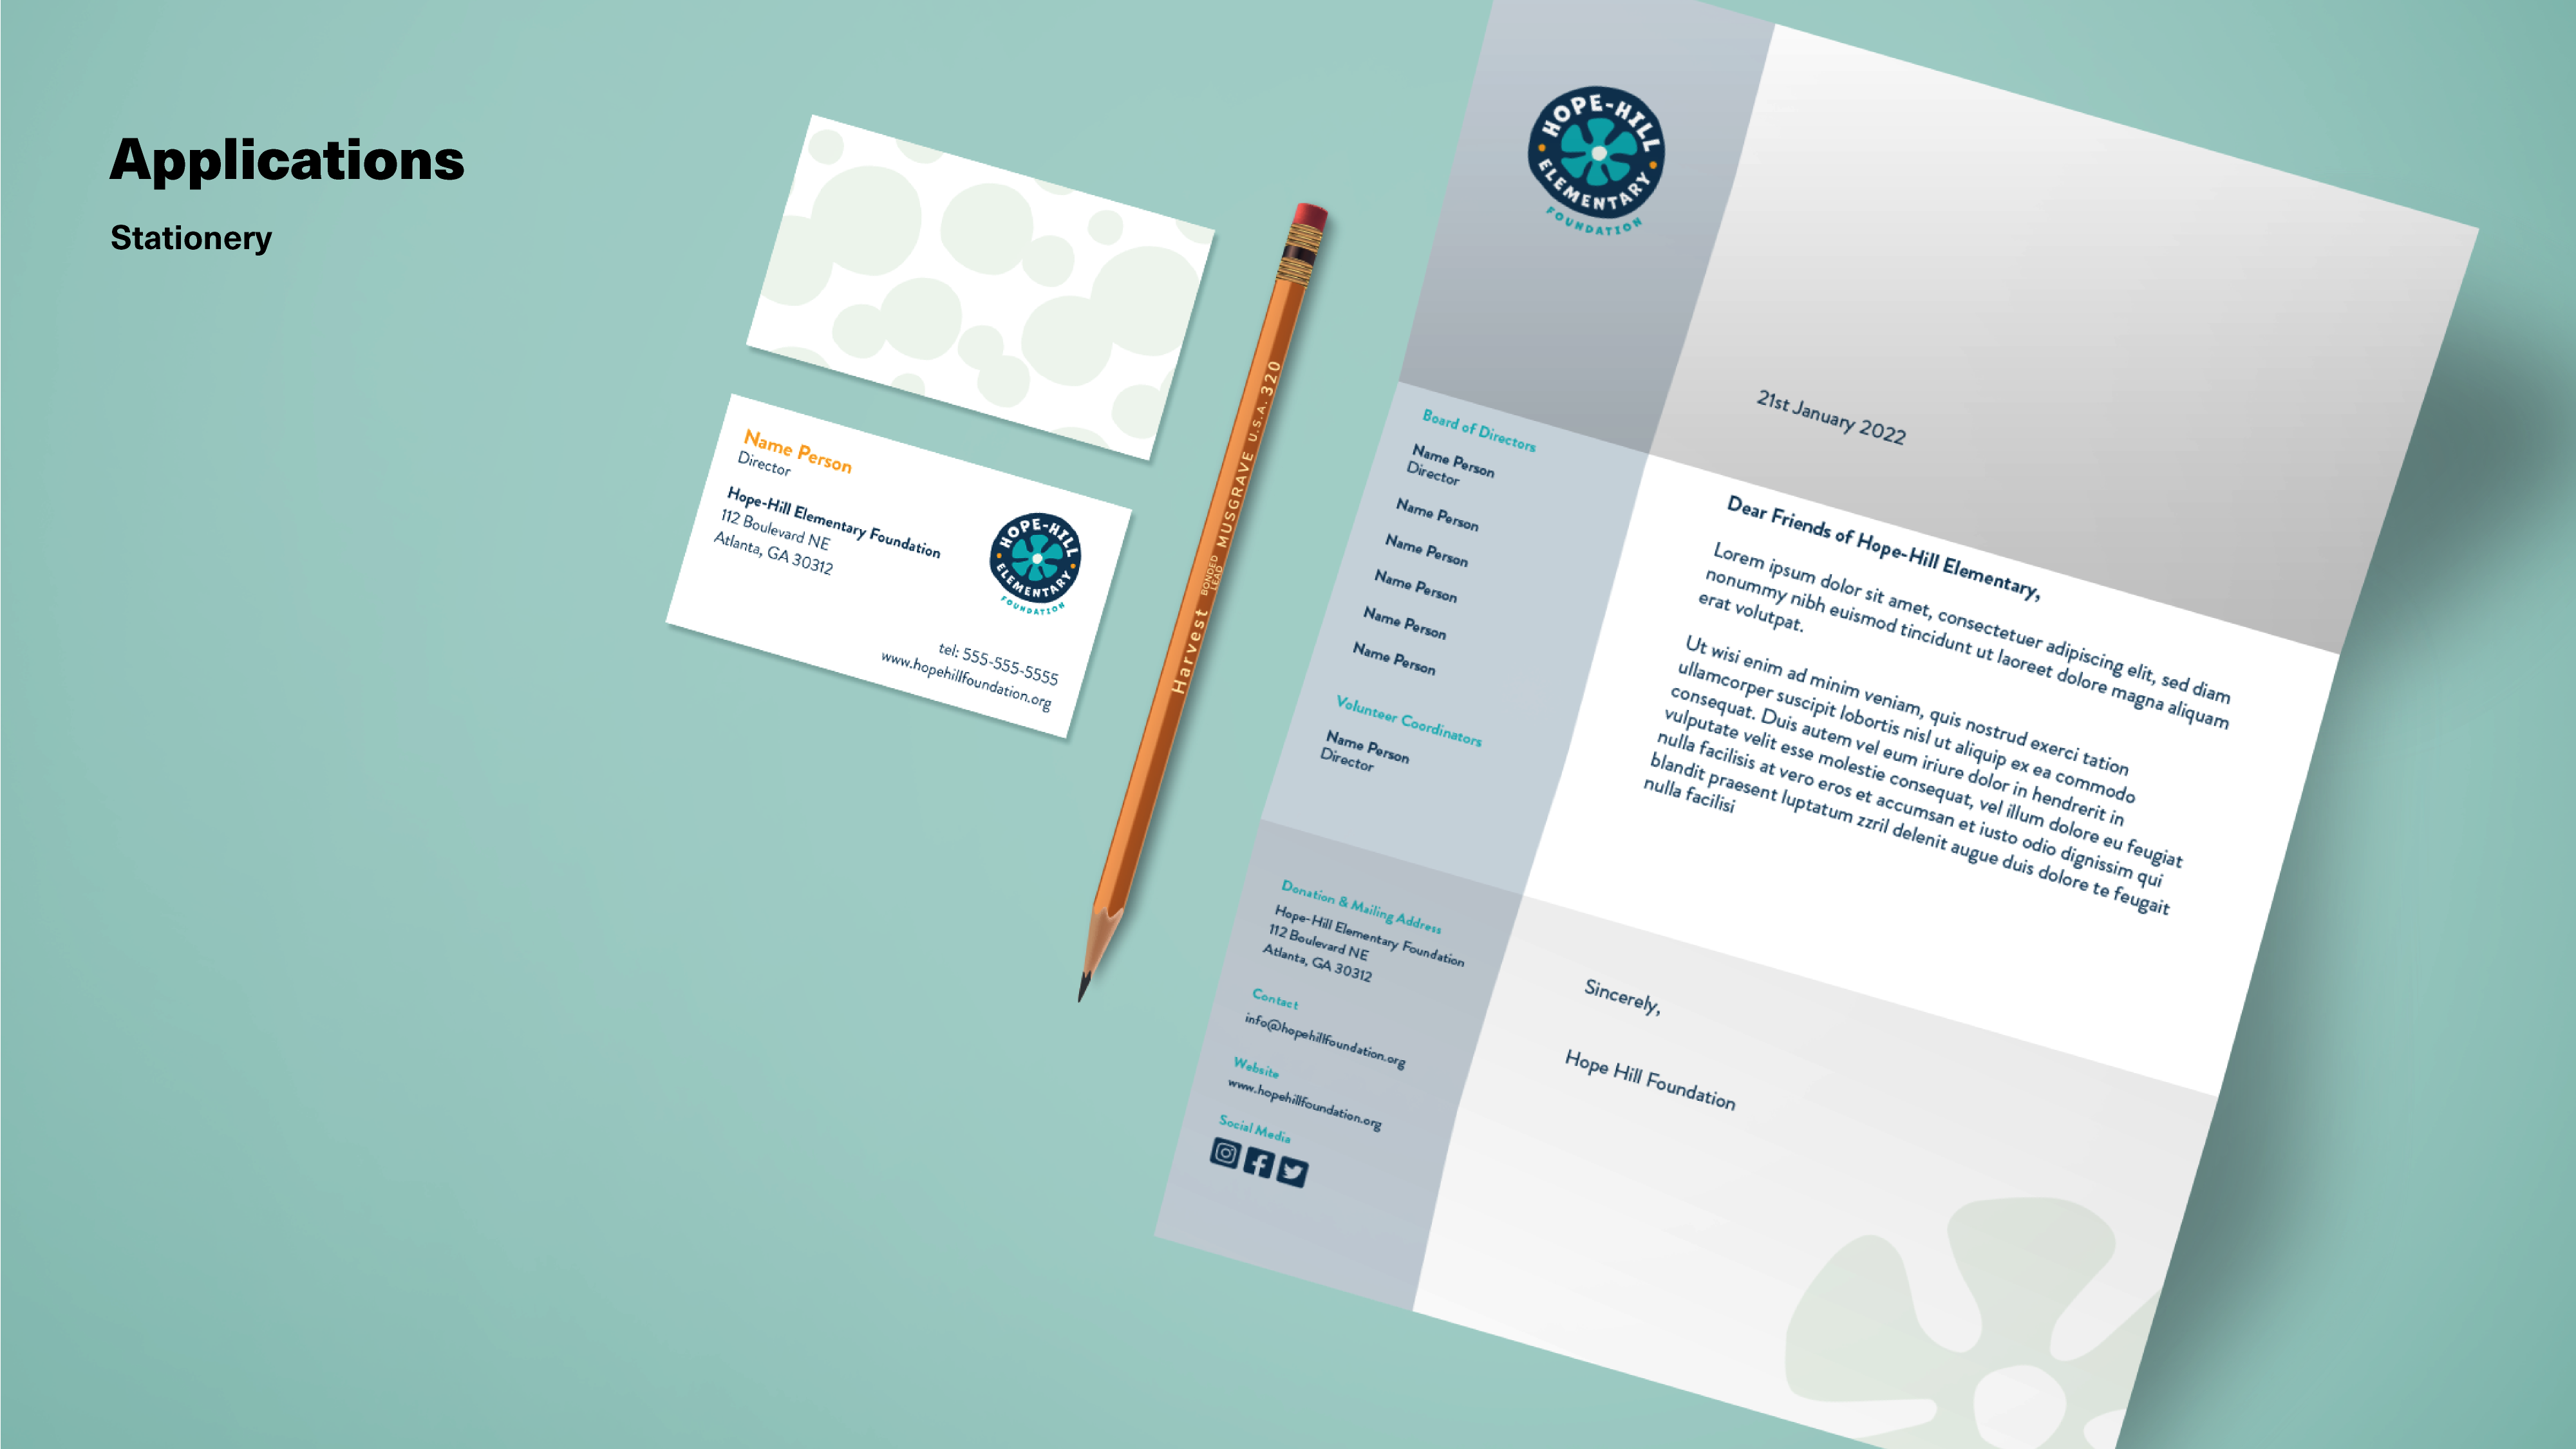 Applications
Stationery
Name Person
Director
Hope-Hill Elementary Foundation
112 Boulevard NE
Atlanta, GA 30312
HOPE-HILL
ELEMENTARY
FOUNDATION
tel: 555-555-5555
www.hopehillfoundation.org
Harvest BONDED LEAD MUSGRAVE U.S.A. 320
HOPE-HILL
ELEMENTARY
FOUNDATION
Board of Directors
Name Person
Director
Name Person
Name Person
Name Person
Name Person
Name Person
Volunteer Coordinators
Name Person
Director
Donation & Mailing Address
Hope-Hill Elementary Foundation
112 Boulevard NE
Atlanta, GA 30312
Contact
info@hopehillfoundation.org
Website
www.hopehillfoundation.org
Social Media
21st January 2022
Dear Friends of Hope-Hill Elementary,
Lorem ipsum dolor sit amet, consectetuer adipiscing elit, sed diam
nonummy nibh euismod tincidunt ut laoreet dolore magna aliquam
erat volutpat.
Ut wisi enim ad minim veniam, quis nostrud exerci tation
ullamcorper suscipit lobortis nisl ut aliquip ex ea commodo
consequat. Duis autem vel eum iriure dolor in hendrerit in
vulputate velit esse molestie consequat, vel illum dolore eu feugiat
nulla facilisis at vero eros et accumsan et iusto odio dignissim qui
blandit praesent luptatum zzril delenit augue duis dolore te feugait
nulla facilisi
Sincerely,
Hope Hill Foundation